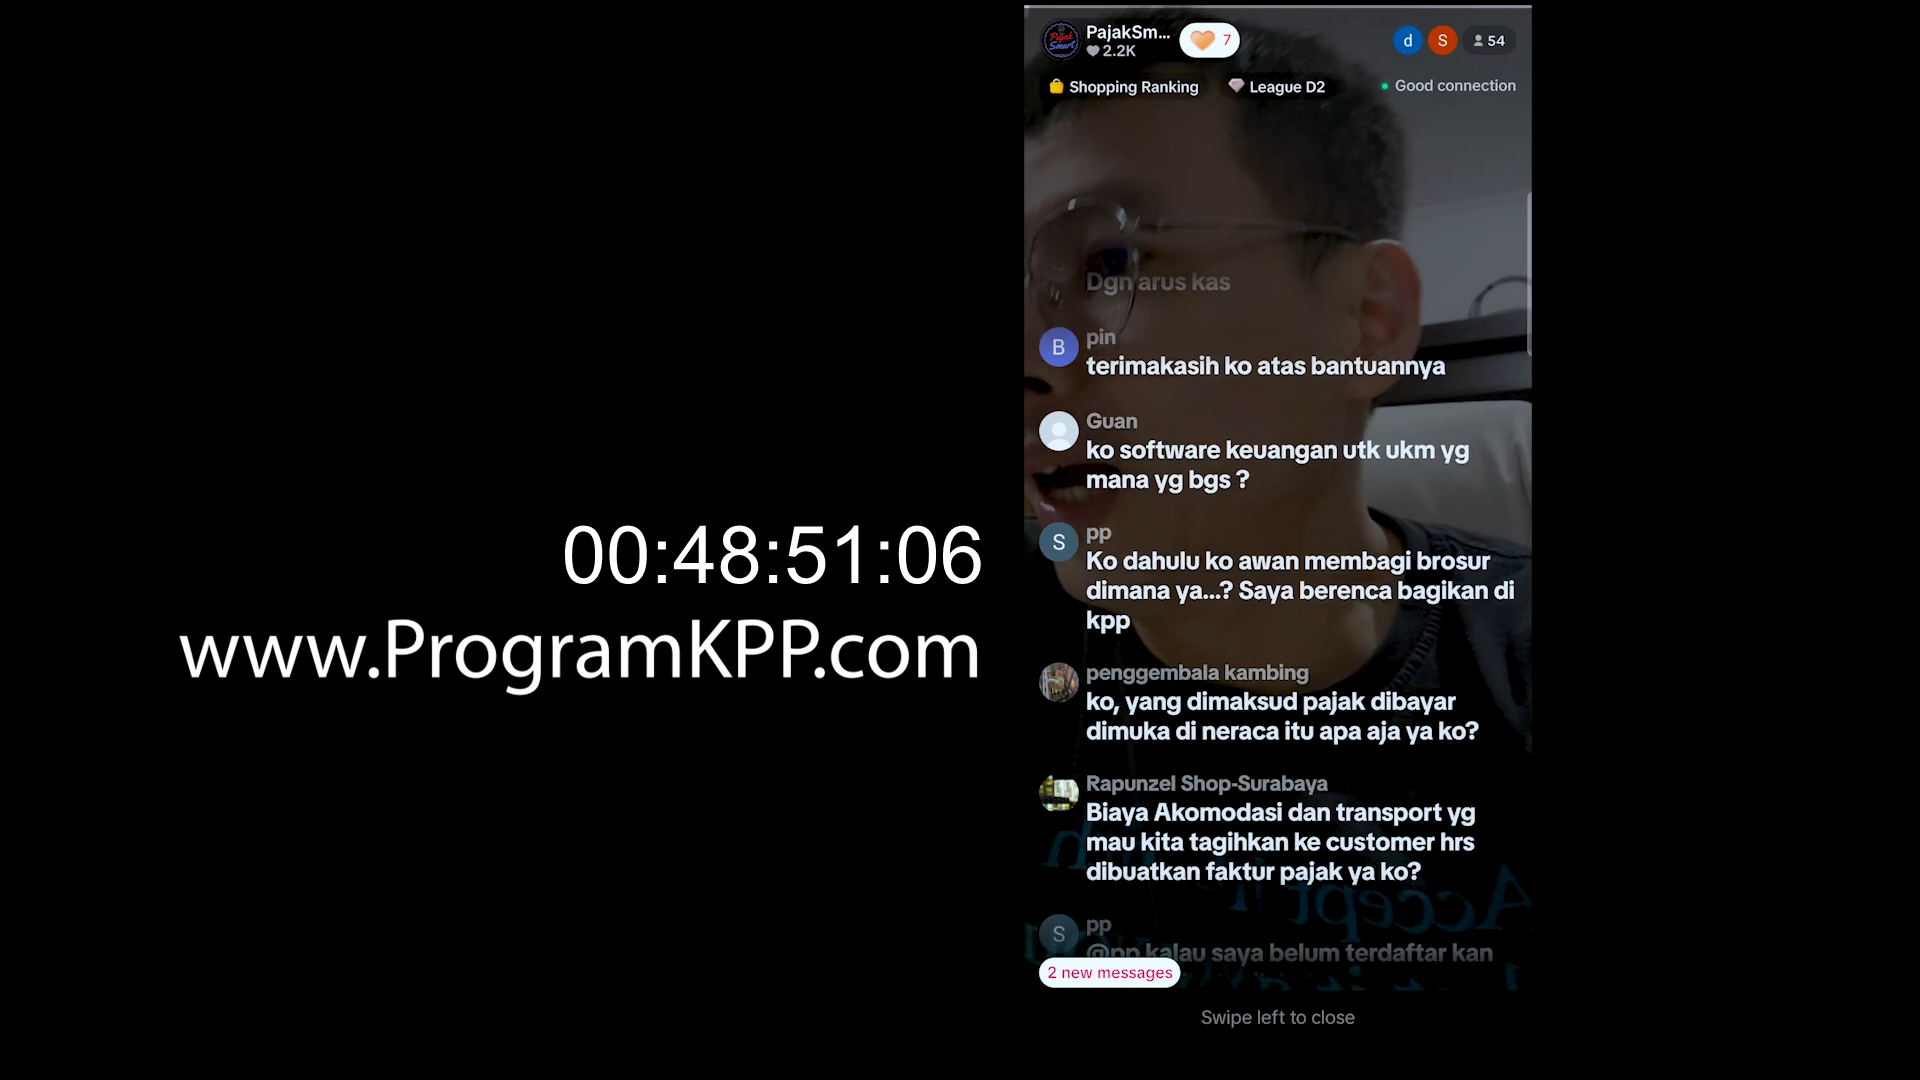 PajakSm...
2.2K
7
d
S
54
Shopping Ranking
League D2
Good connection
Dgn arus kas
B
pin
terimakasih ko atas bantuannya
Guan
ko software keuangan utk ukm yg
mana yg bgs ?
S
pp
Ko dahulu ko awan membagi brosur
dimana ya...? Saya berenca bagikan di
kpp
penggembala kambing
ko, yang dimaksud pajak dibayar
dimuka di neraca itu apa aja ya ko?
Rapunzel Shop-Surabaya
Biaya Akomodasi dan transport yg
mau kita tagihkan ke customer hrs
dibuatkan faktur pajak ya ko?
S
pp
@pp kalau saya belum terdaftar kan
2 new messages
Swipe left to close
00:48:51:06
www.ProgramKPP.com
Pajak
Smart
Accept